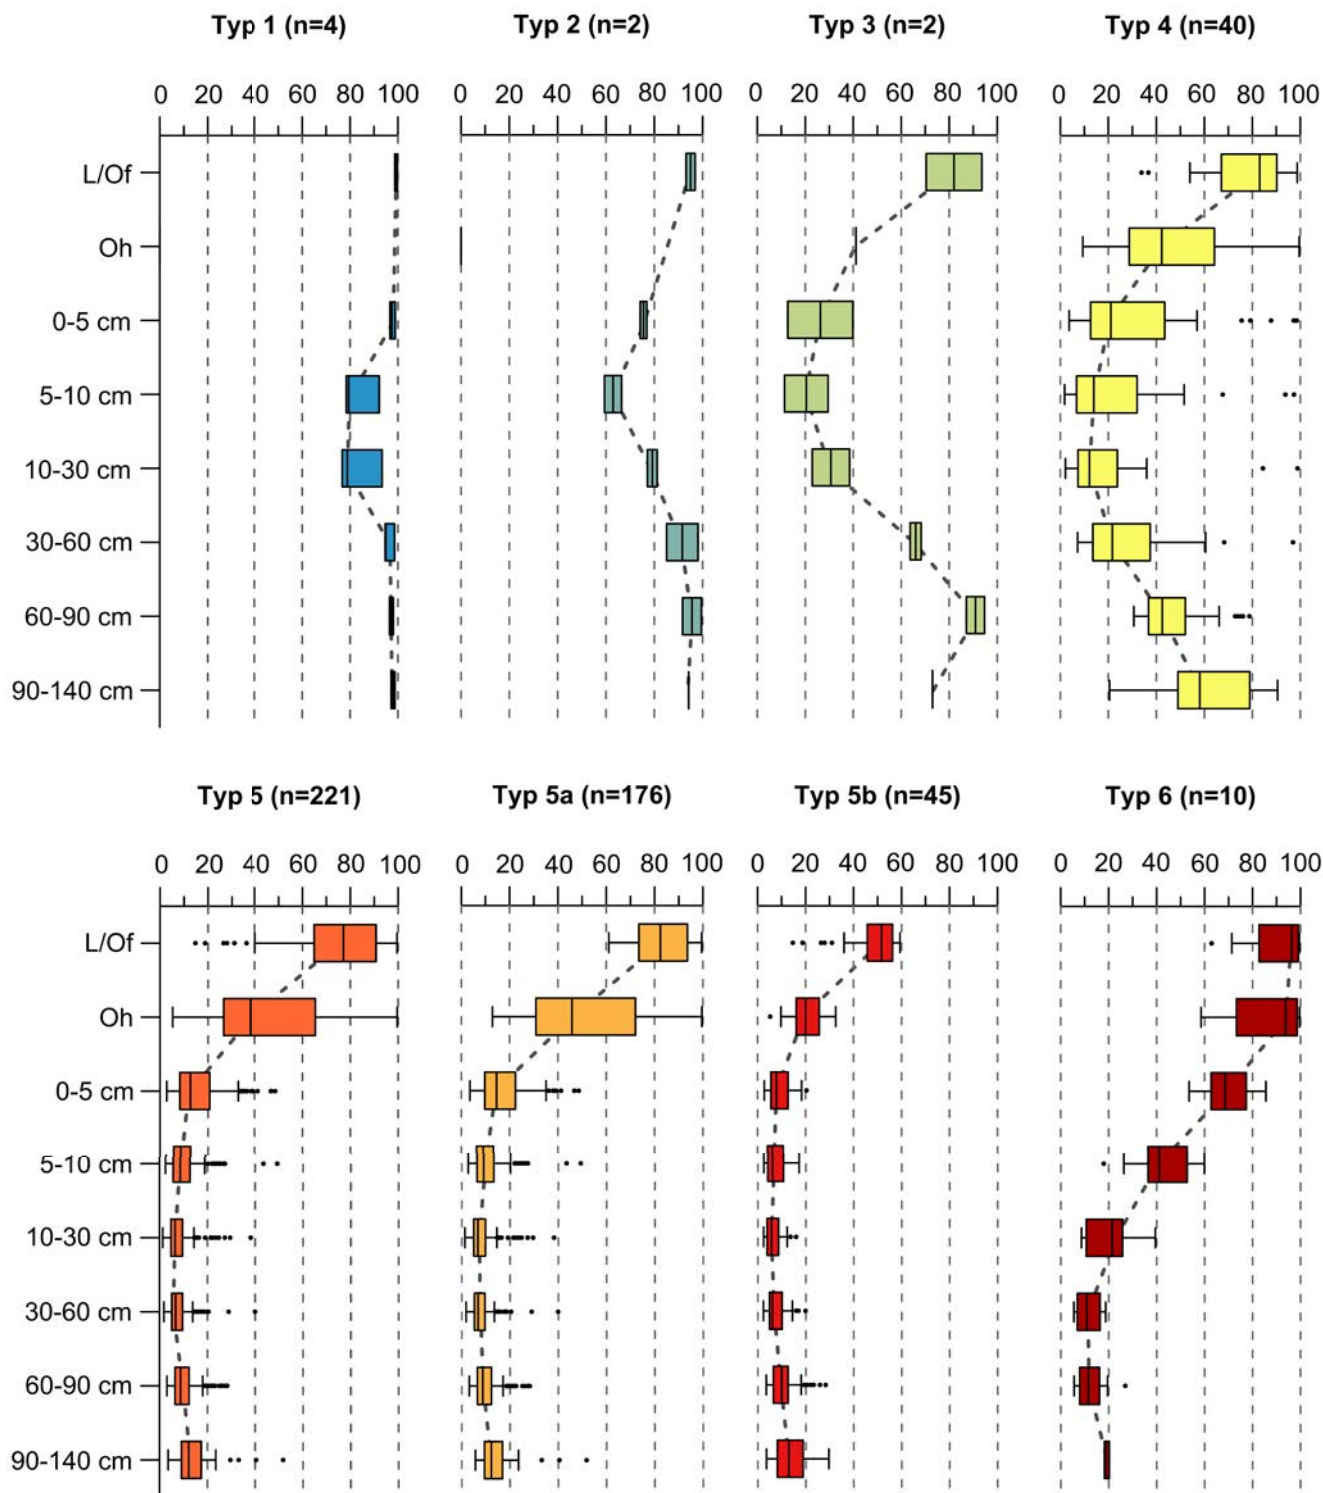 Typ 1 (n=4) Typ 2 (n=2) Typ 3 (n=2) Typ 4 (n=40)
0 20 40 60 80 100 0 20 40 60 80 100 0 20 40 60 80 100 0 20 40 60 80 100
L/Of
Oh
0-5 cm
5-10 cm
10-30 cm
30-60 cm
60-90 cm
90-140 cm
Typ 5 (n=221) Typ 5a (n=176) Typ 5b (n=45) Typ 6 (n=10)
0 20 40 60 80 100 0 20 40 60 80 100 0 20 40 60 80 100 0 20 40 60 80 100
L/Of
Oh
0-5 cm
5-10 cm
10-30 cm
30-60 cm
60-90 cm
90-140 cm